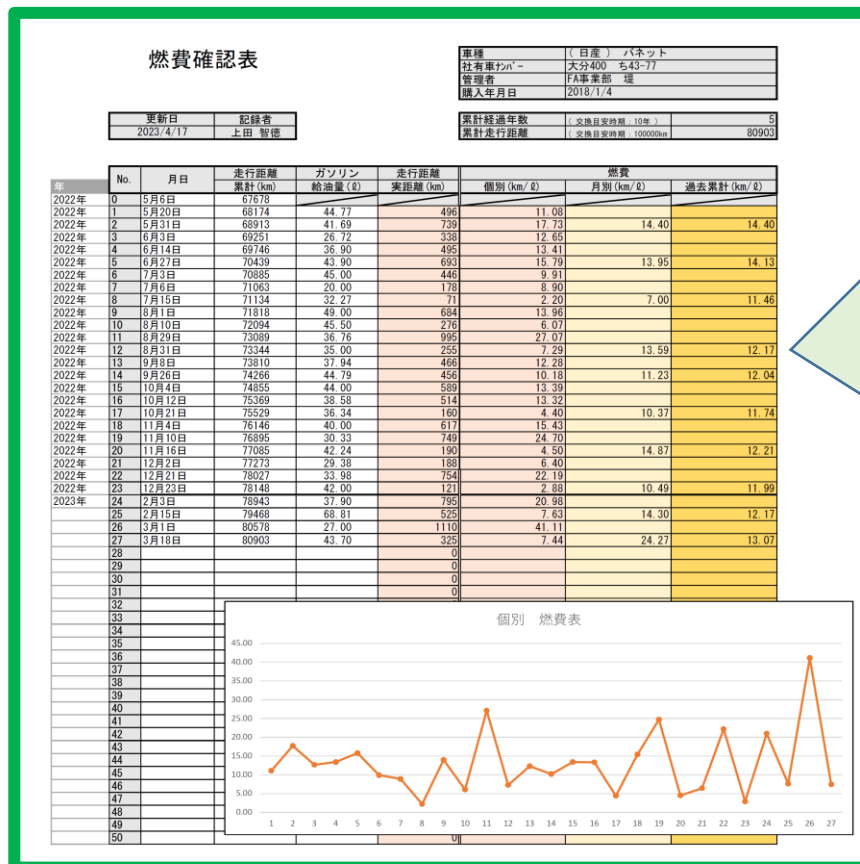 燃費確認表
車種 ( 日産 ) バネット
社有車ナンバー 大分400 ち43-77
管理者 FA事業部 堤
購入年月日 2018/1/4
更新日 記録者
2023/4/17 上田 智徳
累計経過年数 ( 交換目安時期:10年 ) 5
累計走行距離 ( 交換目安時期:100000km 80903
年 No. 月日 走行距離 ガソリン 走行距離 燃費
累計(km) 給油量(ℓ) 実距離(km) 個別(km/ℓ) 月別(km/ℓ) 過去累計(km/ℓ)
2022年 0 5月6日 67678
2022年 1 5月20日 68174 44.77 496 11.08
2022年 2 5月31日 68913 41.69 739 17.73 14.40 14.40
2022年 3 6月3日 69251 26.72 338 12.65
2022年 4 6月14日 69746 36.90 495 13.41
2022年 5 6月27日 70439 43.90 693 15.79 13.95 14.13
2022年 6 7月3日 70885 45.00 446 9.91
2022年 7 7月6日 71063 20.00 178 8.90
2022年 8 7月15日 71134 32.27 71 2.20 7.00 11.46
2022年 9 8月1日 71818 49.00 684 13.96
2022年 10 8月10日 72094 45.50 276 6.07
2022年 11 8月29日 73089 36.76 995 27.07
2022年 12 8月31日 73344 35.00 255 7.29 13.59 12.17
2022年 13 9月8日 73810 37.94 466 12.28
2022年 14 9月26日 74266 44.79 456 10.18 11.23 12.04
2022年 15 10月4日 74855 44.00 589 13.39
2022年 16 10月12日 75369 38.58 514 13.32
2022年 17 10月21日 75529 36.34 160 4.40 10.37 11.74
2022年 18 11月4日 76146 40.00 617 15.43
2022年 19 11月10日 76895 30.33 749 24.70
2022年 20 11月16日 77085 42.24 190 4.50 14.87 12.21
2022年 21 12月2日 77273 29.38 188 6.40
2022年 22 12月21日 78027 33.98 754 22.19
2022年 23 12月23日 78148 42.00 121 2.88 10.49 11.99
2023年 24 2月3日 78943 37.90 795 20.98
25 2月15日 79468 68.81 525 7.63 14.30 12.17
26 3月1日 80578 27.00 1110 41.11
27 3月18日 80903 43.70 325 7.44 24.27 13.07
28 0
29 0
30 0
31 0
32
33
34
35
36
37
38
39
40
41
42
43
44
45
46
47
48
49
50 0
個別 燃費表
45.00
40.00
35.00
30.00
25.00
20.00
15.00
10.00
5.00
0.00
1 2 3 4 5 6 7 8 9 10 11 12 13 14 15 16 17 18 19 20 21 22 23 24 25 26 27